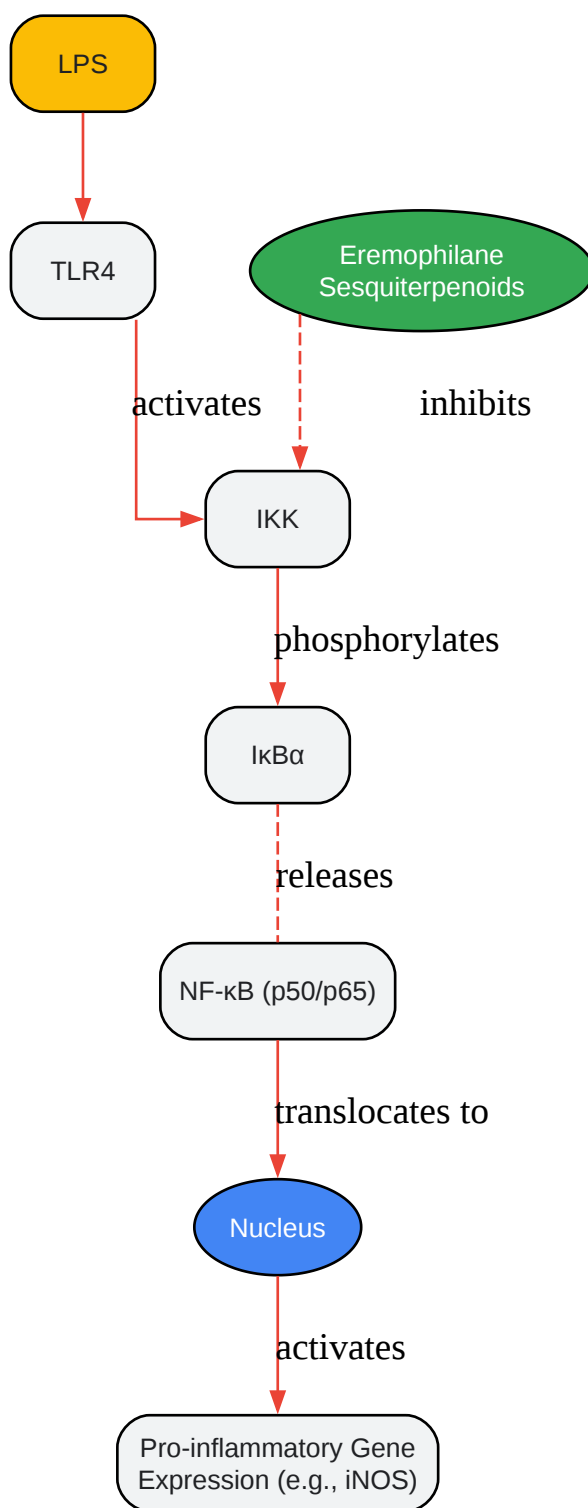 LPS
TLR4
Eremophilane
Sesquiterpenoids
activates
inhibits
IKK
phosphorylates
IκBα
releases
NF-κB (p50/p65)
translocates to
Nucleus
activates
Pro-inflammatory Gene
Expression (e.g., iNOS)